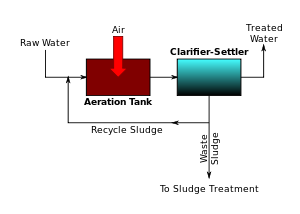 Treated
Water
Air
Raw Water
Clarifier-Settler
Aeration Tank
Recycle Sludge
Waste
Sludge
To Sludge Treatment